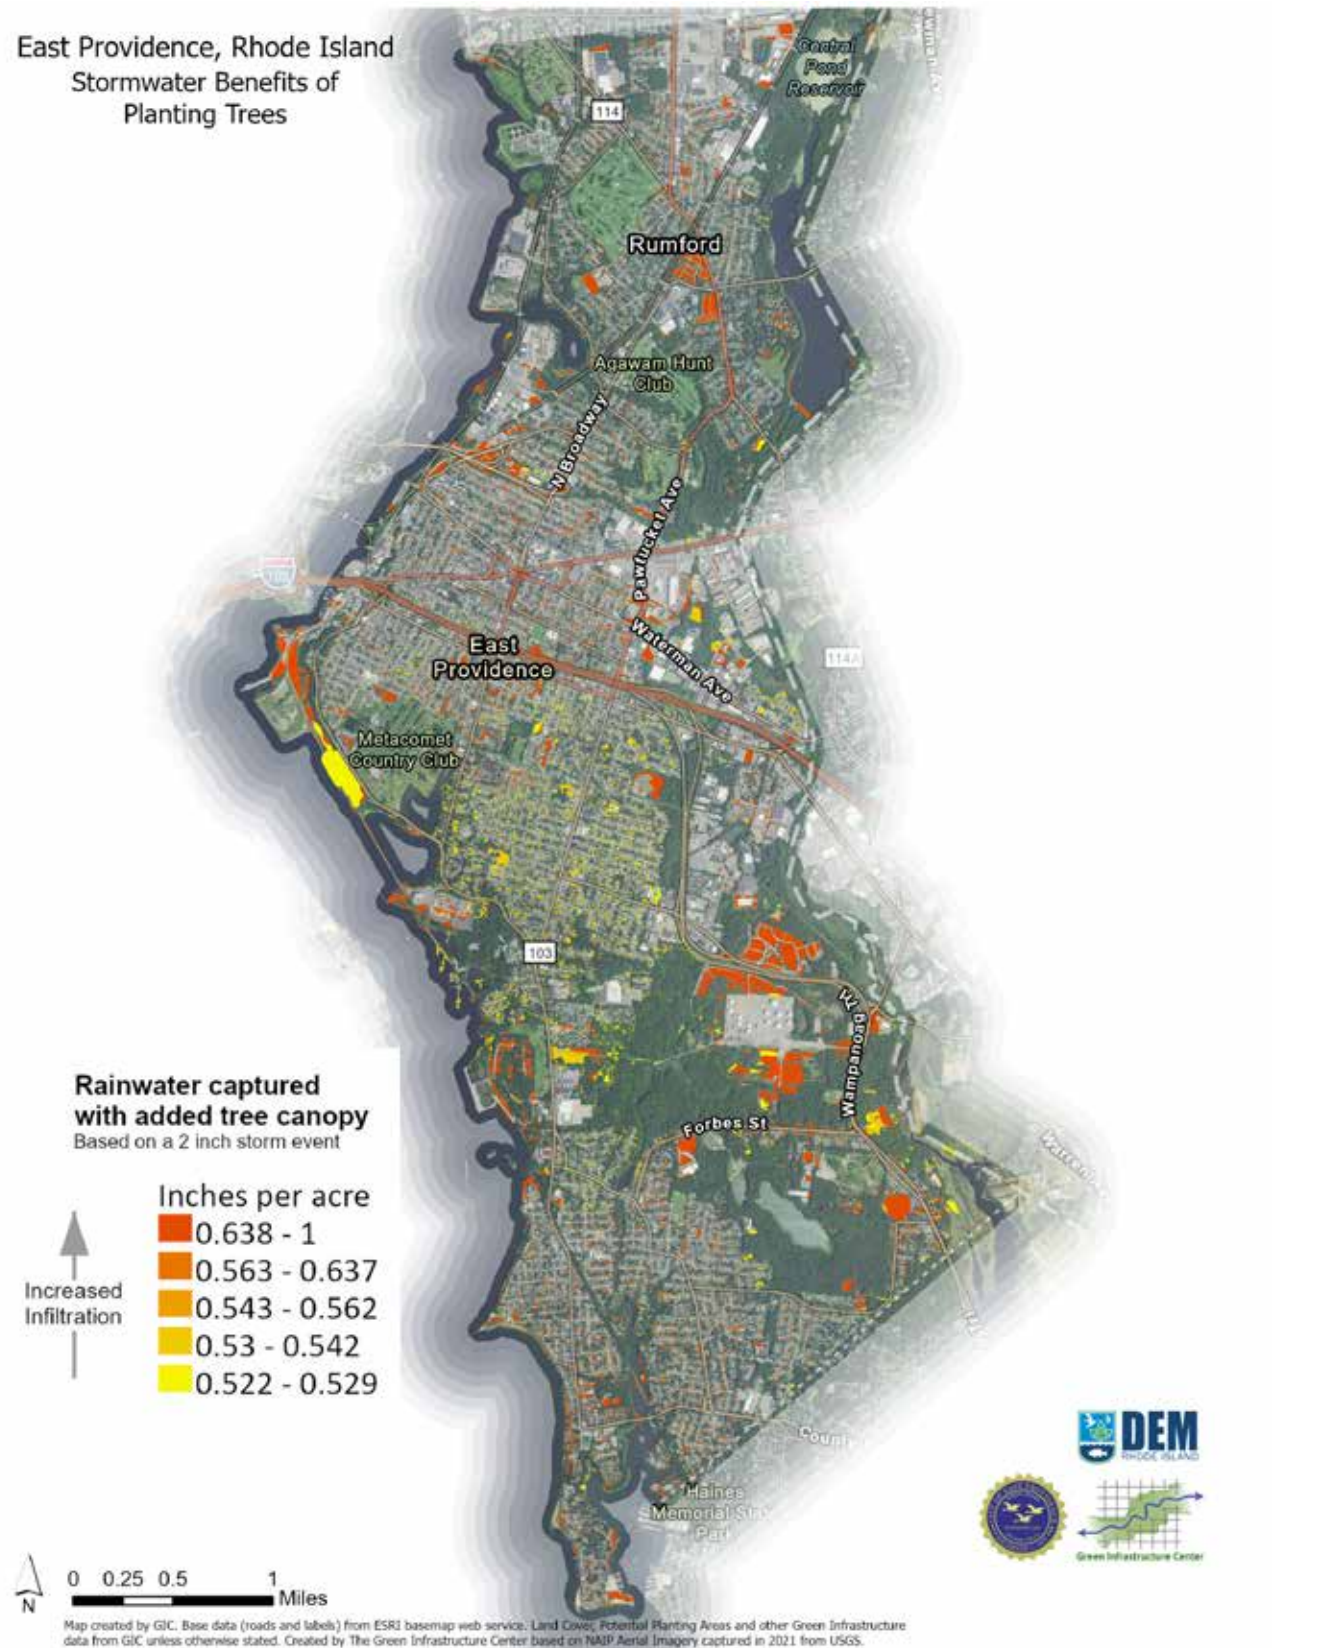 East Providence, Rhode Island
Stormwater Benefits of
Planting Trees
Central
Pond
Reservoir
114
Rumford
Agawam Hunt
Club
N Broadway
Pawtucket Ave
Waterman Ave
East
Providence
114A
Metacomet
Country Club
103
Wampanoag
Forbes St
Rainwater captured
with added tree canopy
Based on a 2 inch storm event
Inches per acre
0.638 - 1
0.563 - 0.637
0.543 - 0.562
0.53 - 0.542
0.522 - 0.529
Increased
Infiltration
County
Haines
Memorial State
Park
DEM
RHODE ISLAND
Green Infrastructure Center
N
0 0.25 0.5 1
Miles
Map created by GIC. Base data (roads and labels) from ESRI basemap web service. Land Cover, Potential Planting Areas and other Green Infrastructure
data from GIC unless otherwise stated. Created by The Green Infrastructure Center based on NAIP Aerial Imagery captured in 2021 from USGS.